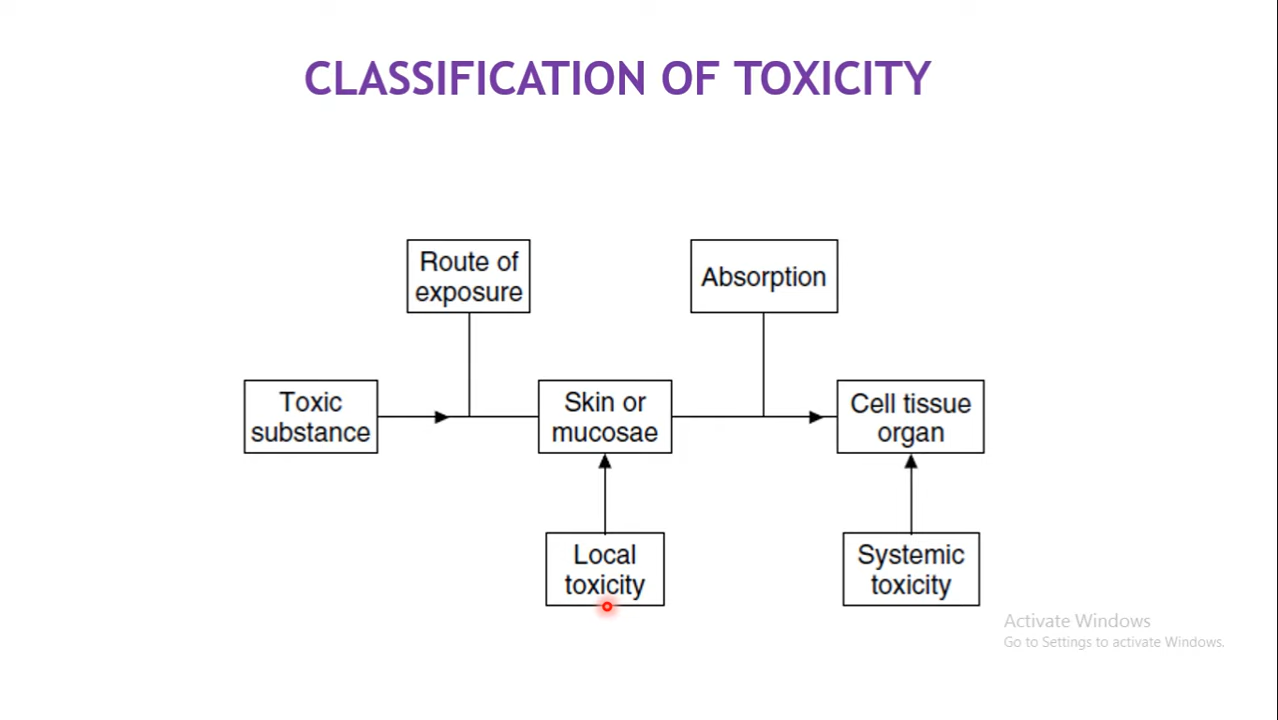 CLASSIFICATION OF TOXICITY
Route of
exposure
Absorption
Toxic
substance
Skin or
mucosae
Cell tissue
organ
Local
toxicity
Systemic
toxicity
Activate Windows
Go to Settings to activate Windows.